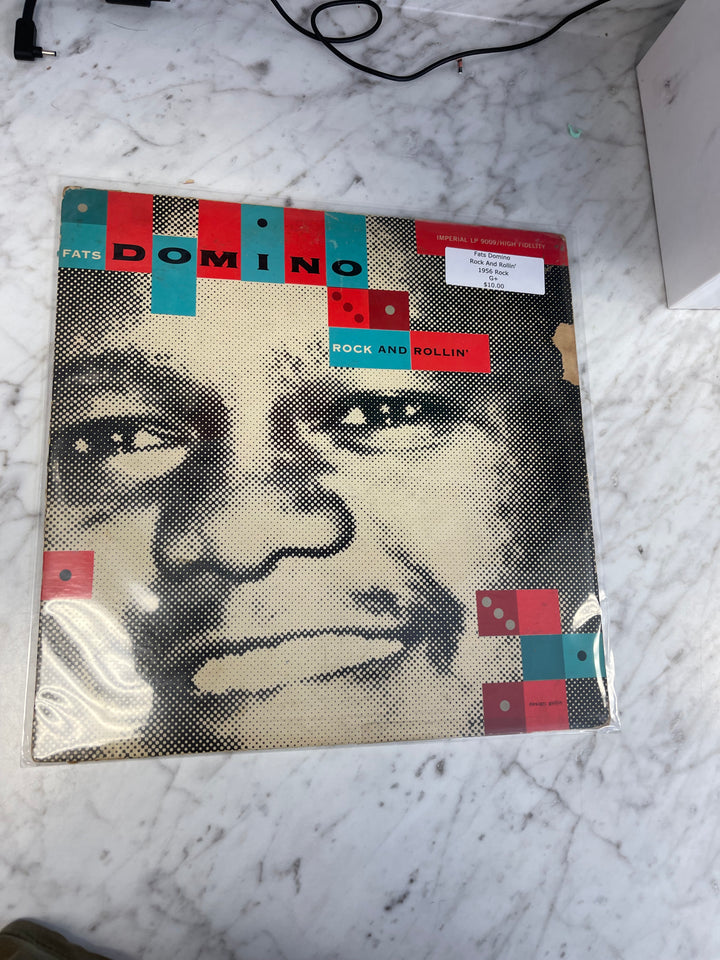 FATS DOMINO
IMPERIAL LP 9009/HIGH FIDELITY
Fats Domino
Rock And Rollin'
1956 Rock
G+
$10.00
ROCK AND ROLLIN'